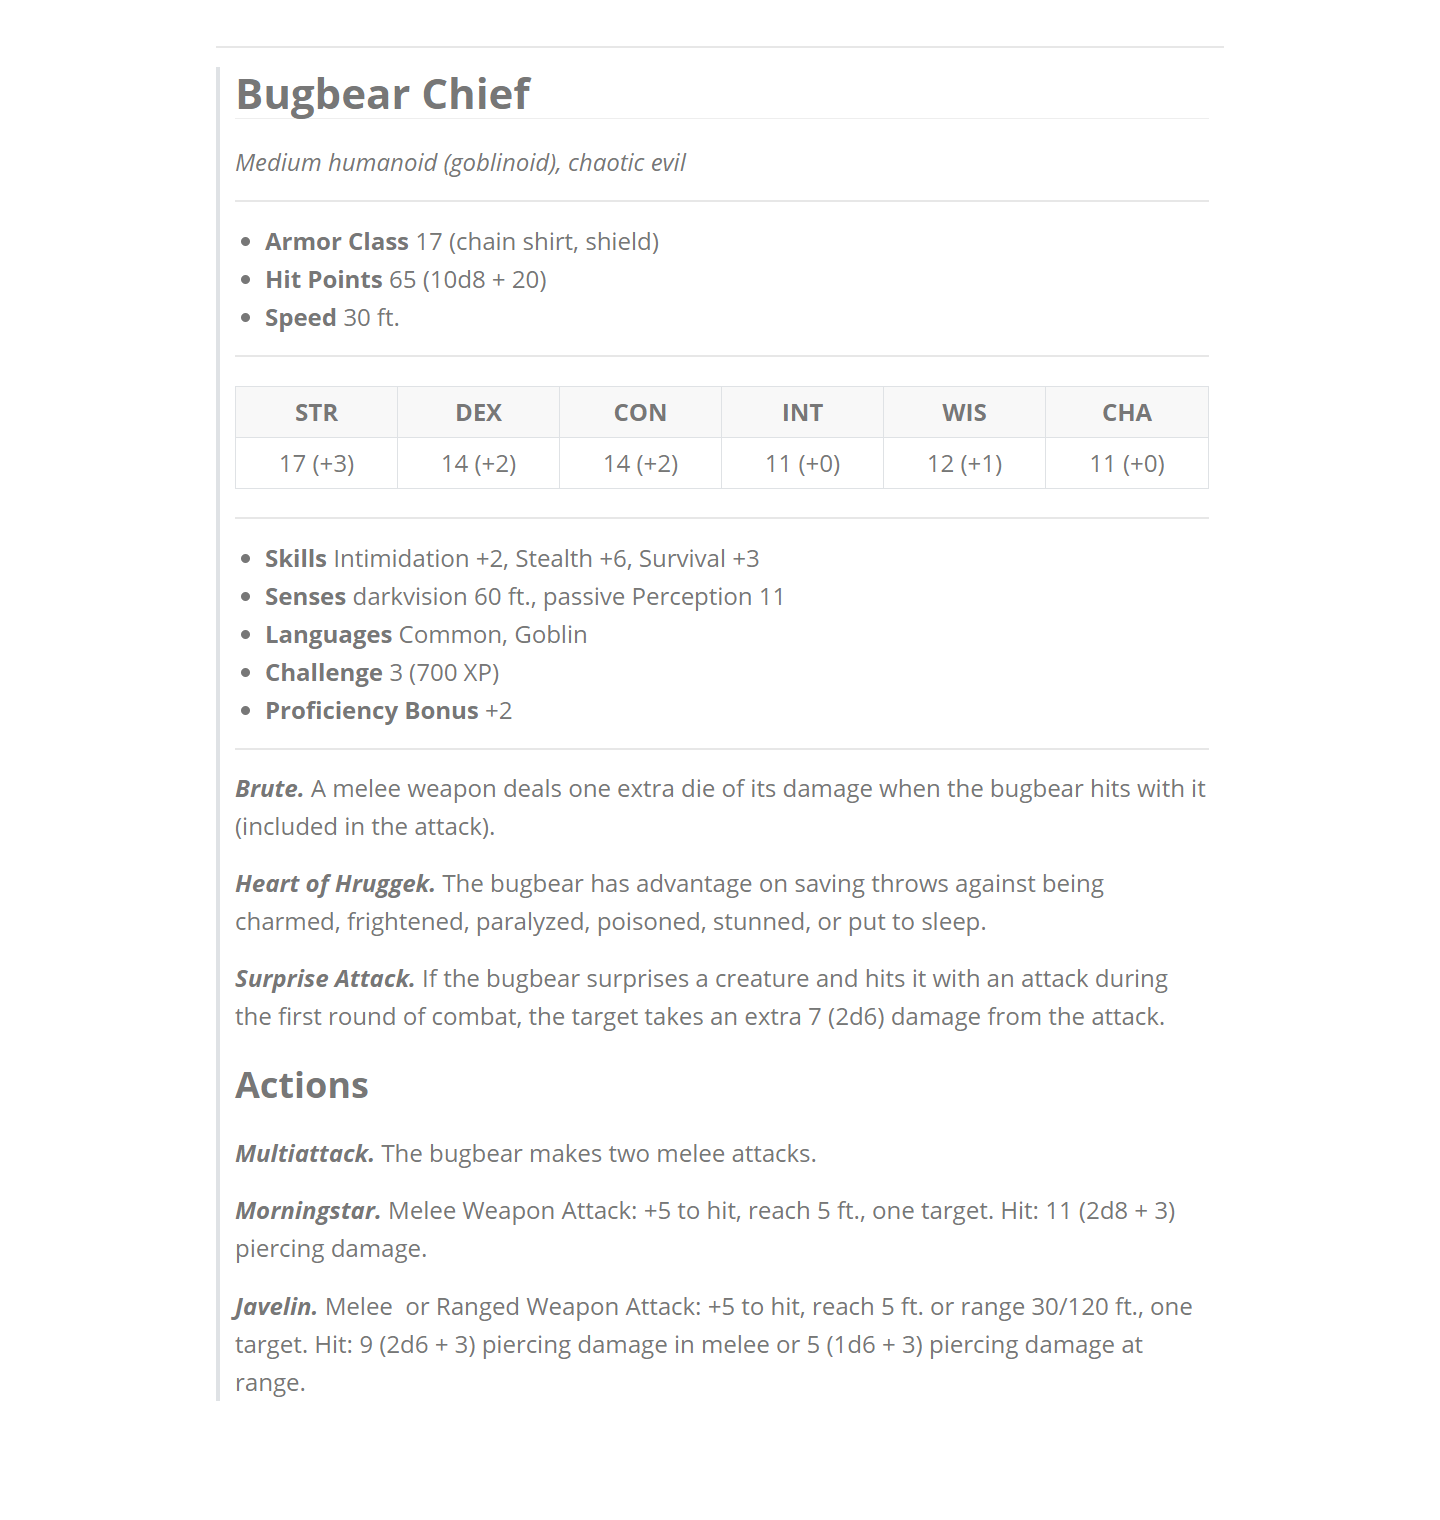 Bugbear Chief
Medium humanoid (goblinoid), chaotic evil
Armor Class 17 (chain shirt, shield)
Hit Points 65 (10d8 + 20)
Speed 30 ft.
STR DEX CON INT WIS CHA
17 (+3) 14 (+2) 14 (+2) 11 (+0) 12 (+1) 11 (+0)
Skills Intimidation +2, Stealth +6, Survival +3
Senses darkvision 60 ft., passive Perception 11
Languages Common, Goblin
Challenge 3 (700 XP)
Proficiency Bonus +2
Brute. A melee weapon deals one extra die of its damage when the bugbear hits with it
(included in the attack).
Heart of Hruggek. The bugbear has advantage on saving throws against being
charmed, frightened, paralyzed, poisoned, stunned, or put to sleep.
Surprise Attack. If the bugbear surprises a creature and hits it with an attack during
the first round of combat, the target takes an extra 7 (2d6) damage from the attack.
Actions
Multiattack. The bugbear makes two melee attacks.
Morningstar. Melee Weapon Attack: +5 to hit, reach 5 ft., one target. Hit: 11 (2d8 + 3)
piercing damage.
Javelin. Melee  or Ranged Weapon Attack: +5 to hit, reach 5 ft. or range 30/120 ft., one
target. Hit: 9 (2d6 + 3) piercing damage in melee or 5 (1d6 + 3) piercing damage at
range.